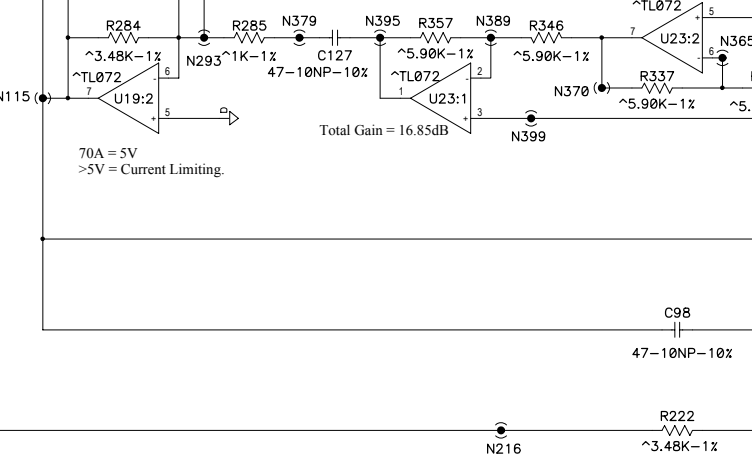 ^TL072
R284
R285
N379
N395
R357
N389
R346
7
U23:2
5
6
N365
^3.48K-1%
N293
^1K-1%
C127
47-10NP-10%
^5.90K-1%
^5.90K-1%
^TL072
7
U19:2
6
5
D
^TL072
1
U23:1
2
3
N115
N370
R337
^5.90K-1%
^5.
Total Gain = 16.85dB
N399
70A = 5V
>5V = Current Limiting.
C98
47-10NP-10%
R222
N216
^3.48K-1%